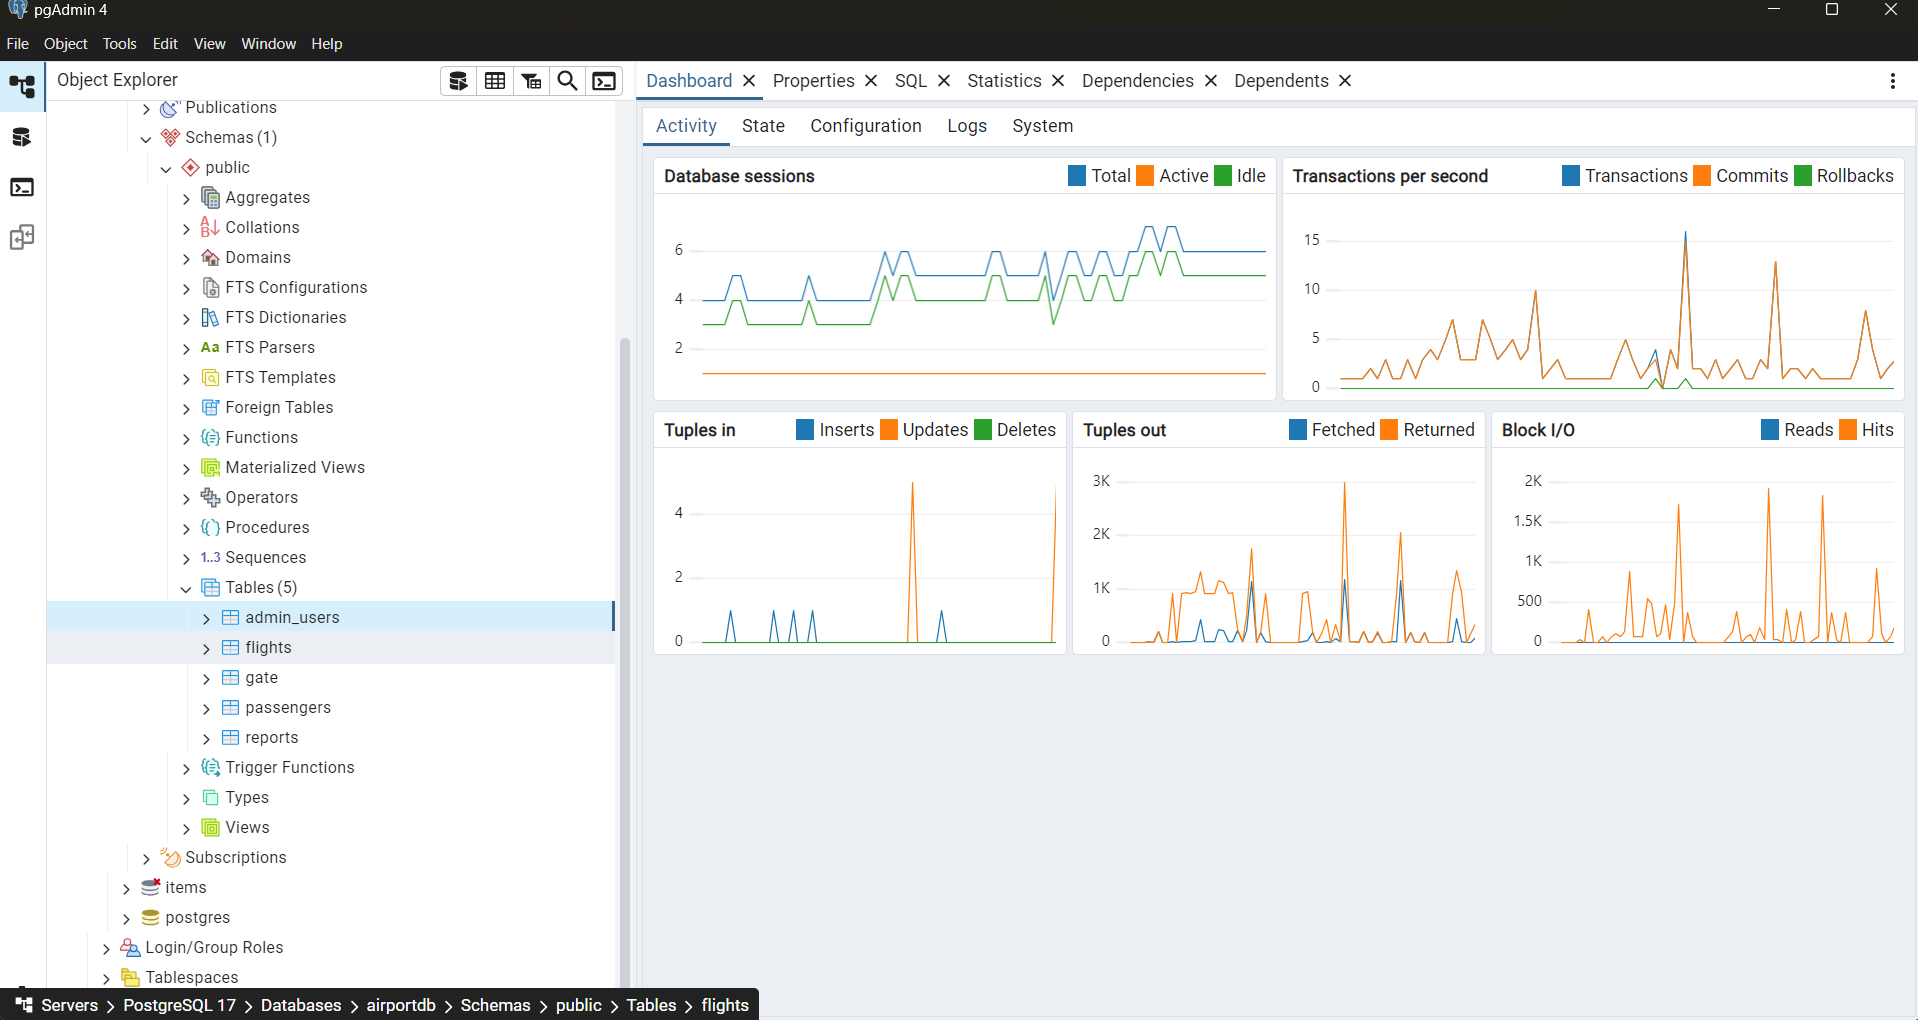 pgAdmin 4
File Object Tools Edit View Window Help
Object Explorer
Publications
Schemas (1)
public
Aggregates
Collations
Domains
FTS Configurations
FTS Dictionaries
Aa FTS Parsers
FTS Templates
Foreign Tables
Functions
Materialized Views
Operators
Procedures
1..3 Sequences
Tables (5)
admin_users
flights
gate
passengers
reports
Trigger Functions
Types
Views
Subscriptions
items
postgres
Login/Group Roles
Tablespaces
Servers > PostgreSQL 17 > Databases > airportdb > Schemas > public > Tables > flights
Dashboard Properties SQL Statistics Dependencies Dependents
Activity State Configuration Logs System
Database sessions Total Active Idle
6
4
2
Transactions per second Transactions Commits Rollbacks
15
10
5
0
Tuples in Inserts Updates Deletes
4
2
0
Tuples out Fetched Returned
3K
2K
1K
0
Block I/O Reads Hits
2K
1.5K
1K
500
0